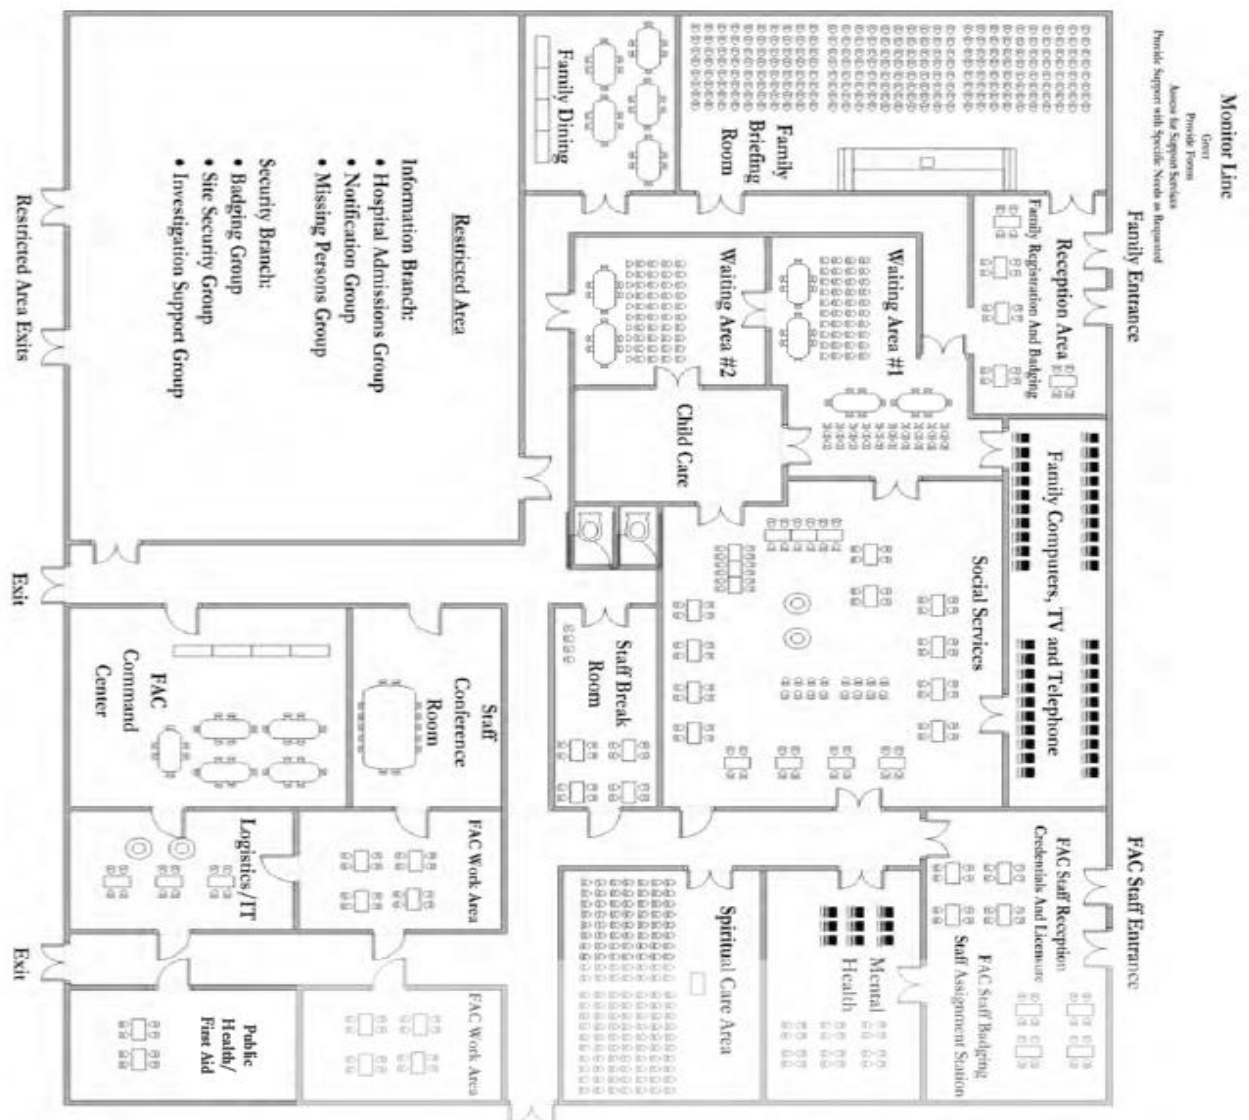 Monitor Line
Greet
Provide Forms
Assess for Support Services
Provide Support with Specific Needs as Requested
Family Entrance
FAC Staff Entrance
Reception Area
Family Registration And Badging
Family Computers, TV and Telephone
FAC Staff Reception
Credentials And Licensure
FAC Staff Badging
Staff Assignment Station
Family
Briefing
Room
Waiting Area #1
Social Services
Mental
Health
Family Dining
Waiting Area #2
Child Care
Staff Break
Room
Spiritual Care Area
Restricted Area
Information Branch:
• Hospital Admissions Group
• Notification Group
• Missing Persons Group
Security Branch:
• Badging Group
• Site Security Group
• Investigation Support Group
Staff
Conference
Room
FAC Work Area
FAC Work Area
FAC
Command
Center
Logistics/IT
Public
Health/
First Aid
Restricted Area Exits
Exit
Exit